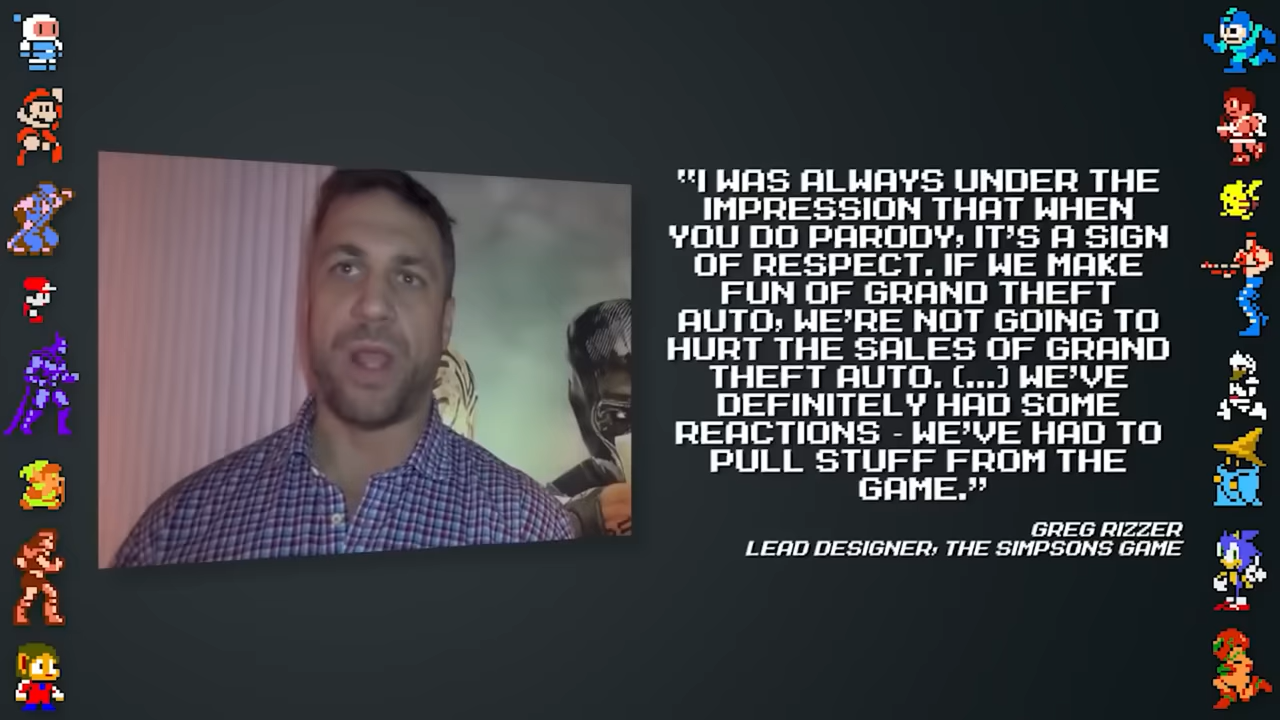 "I WAS ALWAYS UNDER THE
IMPRESSION THAT WHEN
YOU DO PARODY, IT'S A SIGN
OF RESPECT. IF WE MAKE
FUN OF GRAND THEFT
AUTO, WE'RE NOT GOING TO
HURT THE SALES OF GRAND
THEFT AUTO. (...) WE'VE
DEFINITELY HAD SOME
REACTIONS - WE'VE HAD TO
PULL STUFF FROM THE
GAME."
GREG RIZZER
LEAD DESIGNER, THE SIMPSONS GAME